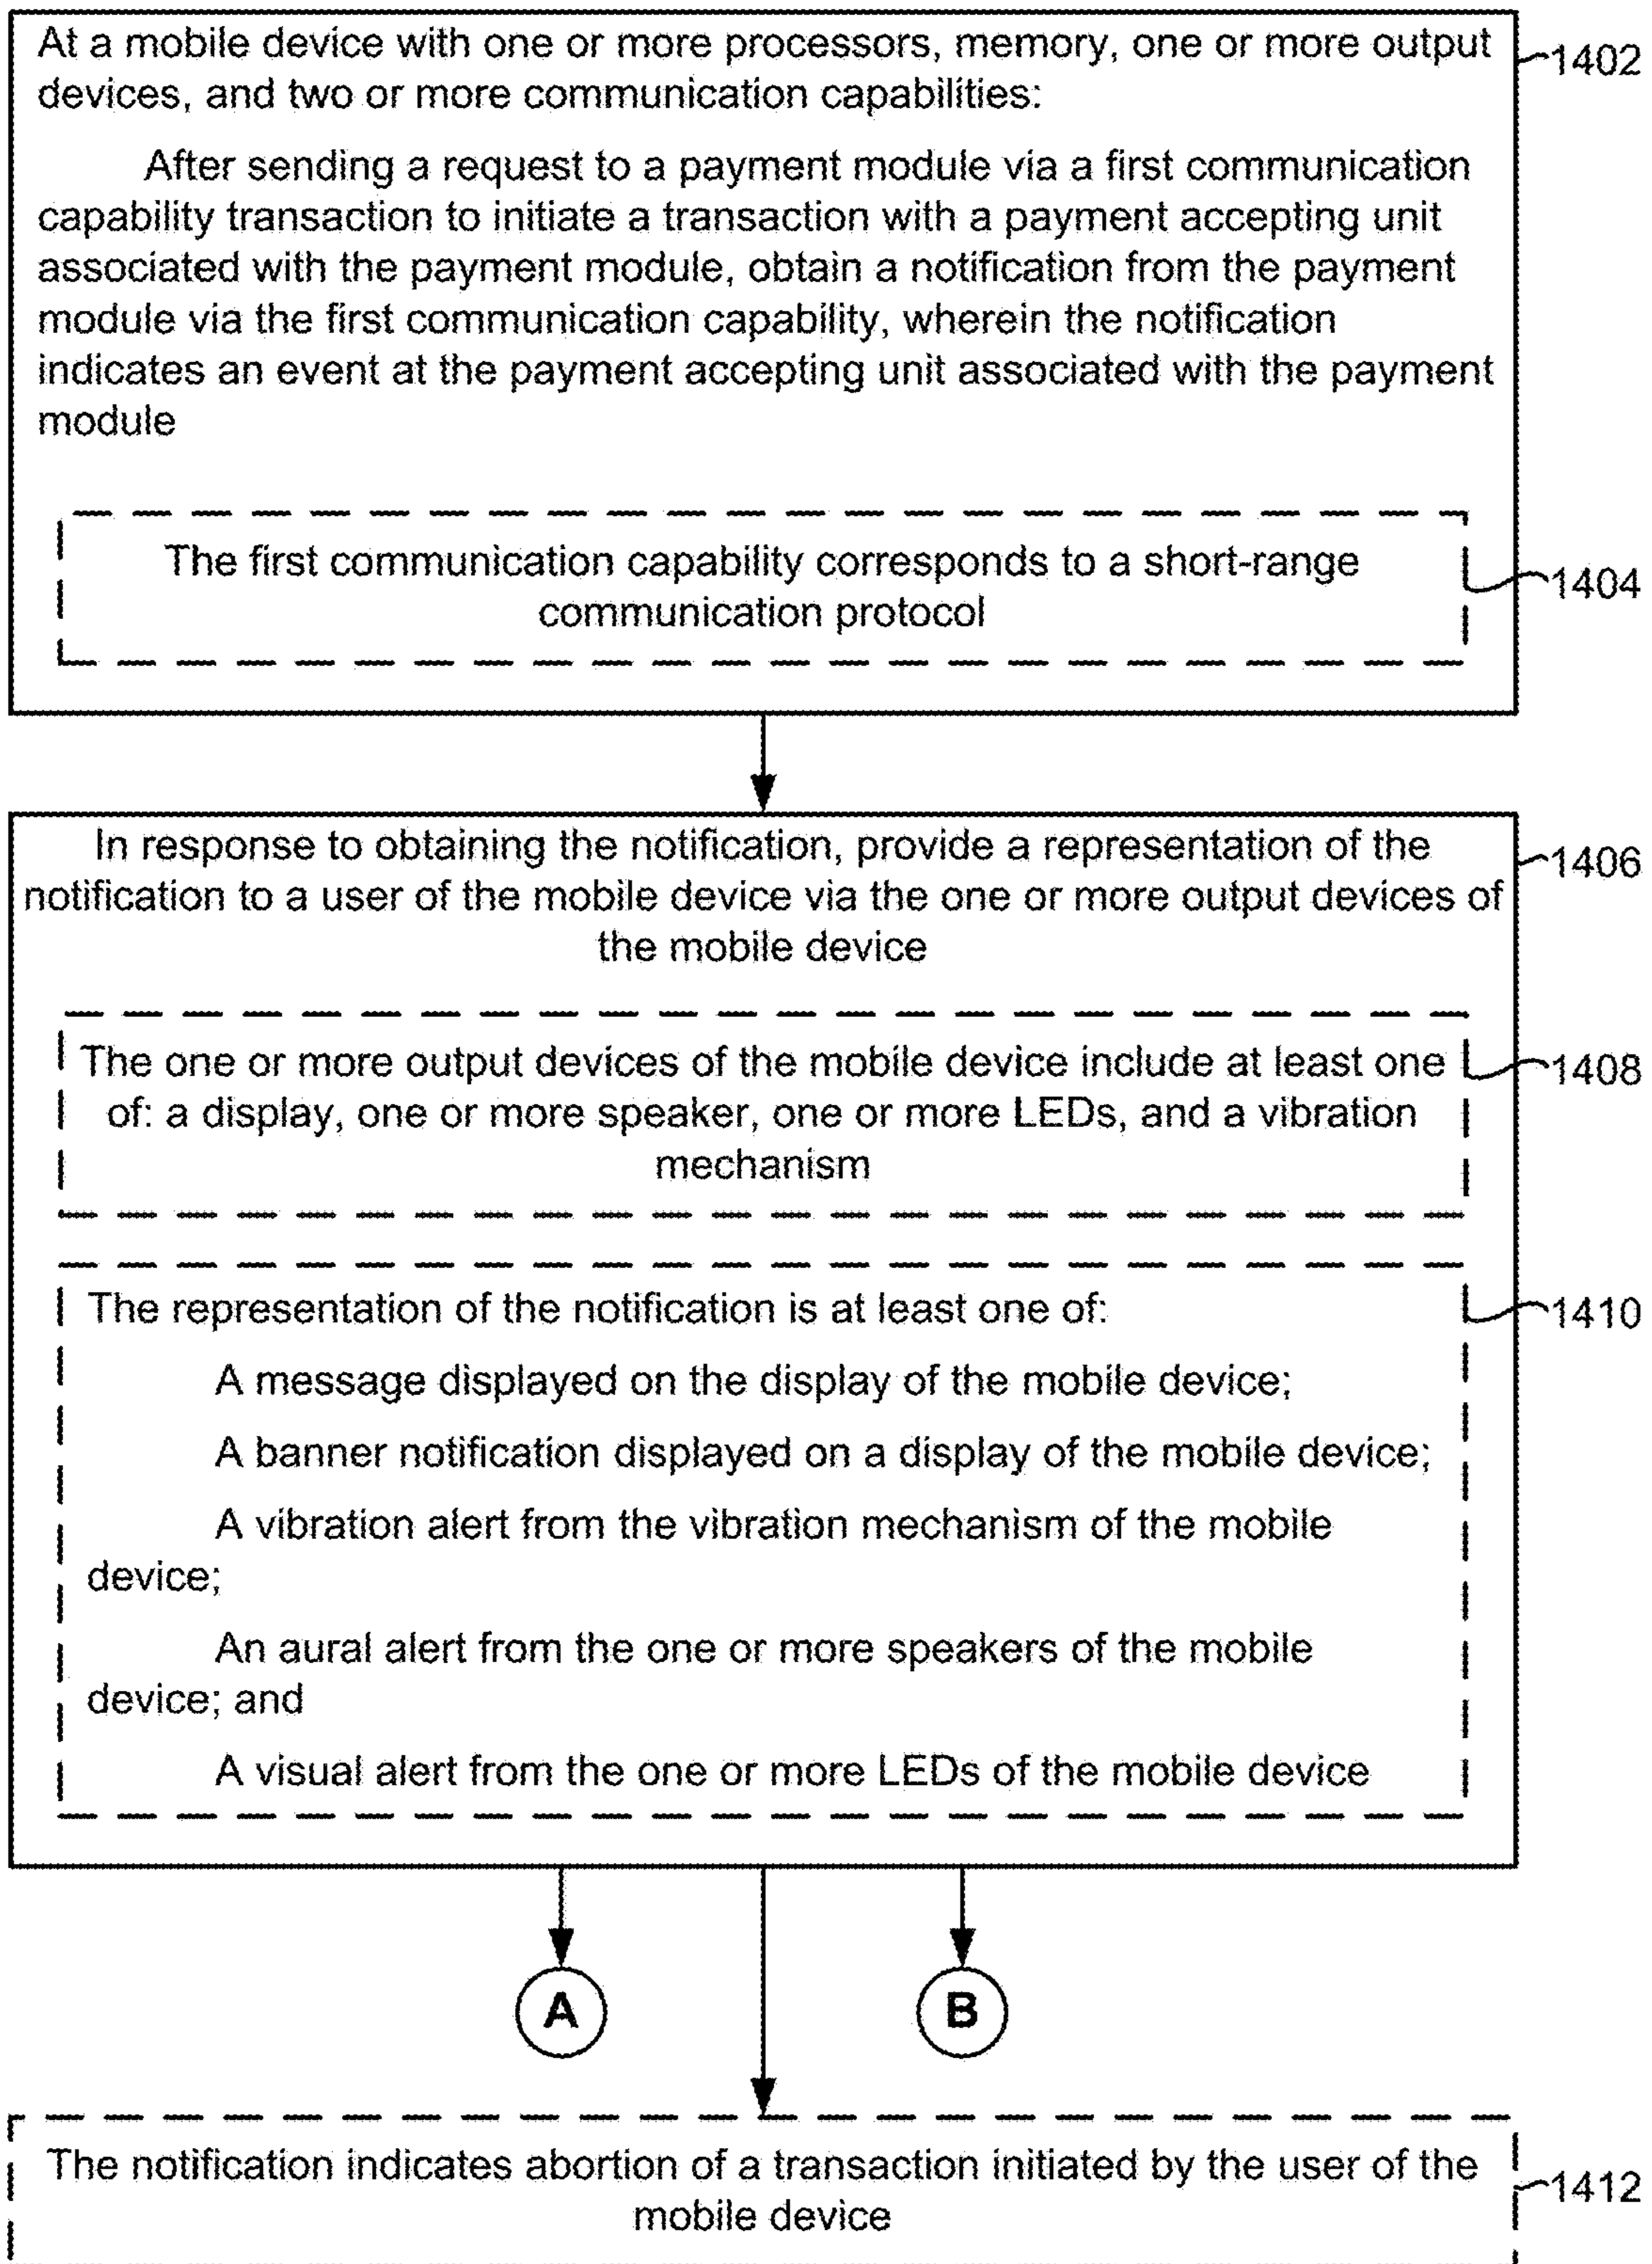 At a mobile device with one or more processors, memory, one or more output
devices, and two or more communication capabilities:
1402
After sending a request to a payment module via a first communication
capability transaction to initiate a transaction with a payment accepting unit
associated with the payment module, obtain a notification from the payment
module via the first communication capability, wherein the notification
indicates an event at the payment accepting unit associated with the payment
module
The first communication capability corresponds to a short-range
communication protocol
1404
In response to obtaining the notification, provide a representation of the
notification to a user of the mobile device via the one or more output devices of
the mobile device
1406
The one or more output devices of the mobile device include at least one
of: a display, one or more speaker, one or more LEDs, and a vibration
mechanism
1408
The representation of the notification is at least one of:
1410
A message displayed on the display of the mobile device;
A banner notification displayed on a display of the mobile device;
A vibration alert from the vibration mechanism of the mobile
device;
An aural alert from the one or more speakers of the mobile
device; and
A visual alert from the one or more LEDs of the mobile device
A
B
The notification indicates abortion of a transaction initiated by the user of the
mobile device
1412